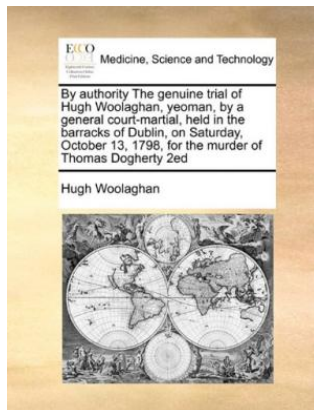 ECCO
Medicine, Science and Technology
By authority The genuine trial of
Hugh Woolaghan, yeoman, by a
general court-martial, held in the
barracks of Dublin, on Saturday,
October 13, 1798, for the murder of
Thomas Dogherty 2ed
Hugh Woolaghan